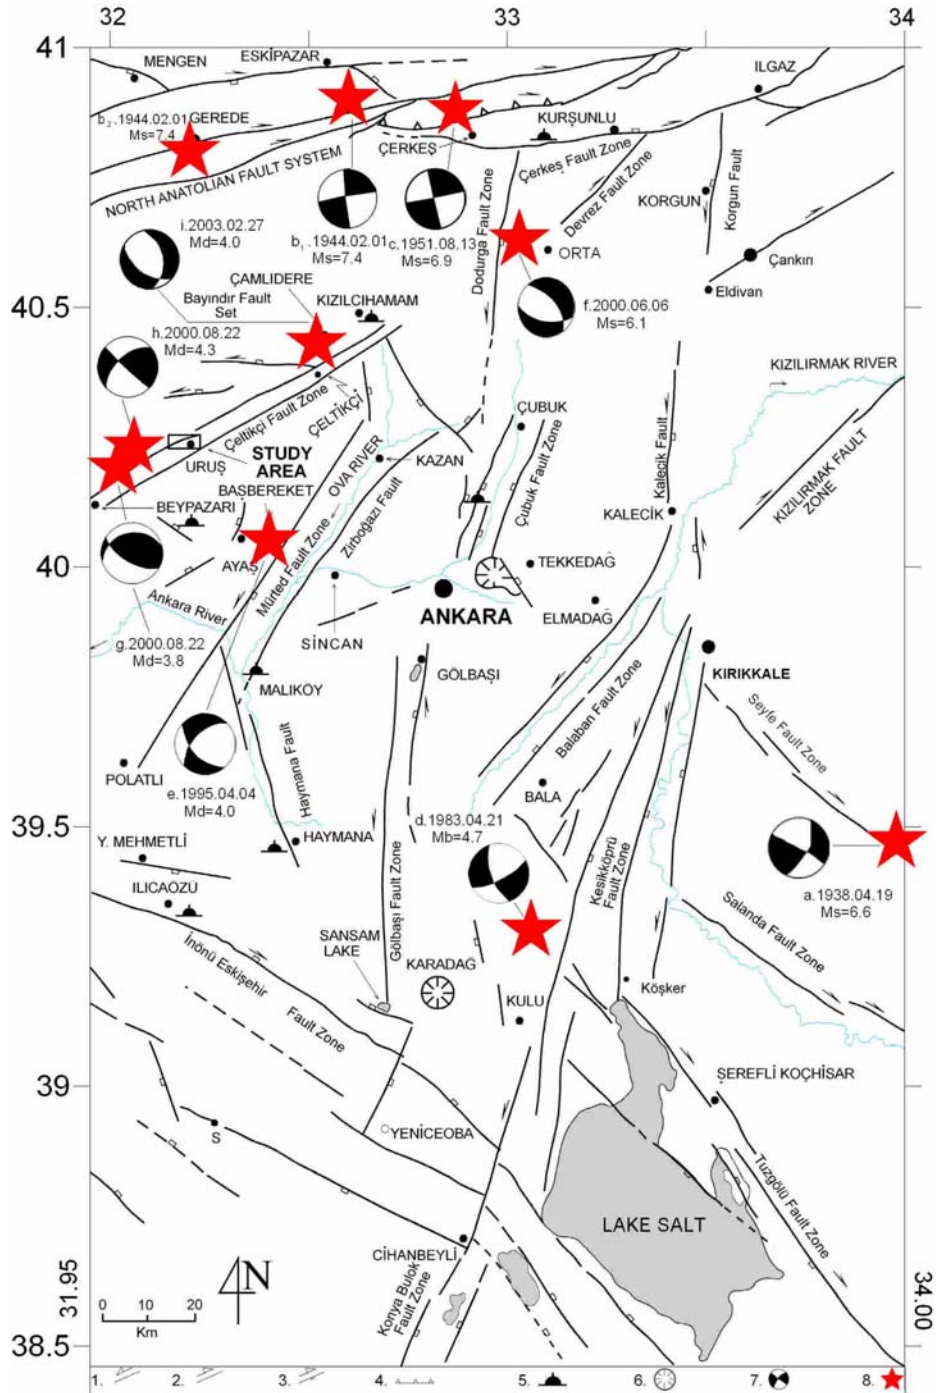 32
33
34
41
ESKİPAZAR
MENGEN
ILGAZ
b₂.1944.02.01
Ms=7.4
GEREDE
KURŞUNLU
ÇERKEŞ
NORTH ANATOLIAN FAULT SYSTEM
Çerkeş Fault Zone
Devrez Fault Zone
Dodurga Fault Zone
KORGUN
Korgun Fault
i.2003.02.27
Md=4.0
b₁.1944.02.01
Ms=7.4
c.1951.08.13
Ms=6.9
ORTA
Çankırı
Eldivan
ÇAMLIDERE
Bayındır Fault
Set
KIZILCIHAMAM
f.2000.06.06
Ms=6.1
40.5
h.2000.08.22
Md=4.3
KIZILIRMAK RIVER
Çeltikçi Fault Zone
ÇELTİKÇİ
ÇUBUK
URUŞ
STUDY
AREA
OVA RIVER
KAZAN
Zırboğazı Fault
Çubuk Fault Zone
Kalecik Fault
KIZILIRMAK FAULT
ZONE
BEYPAZARI
BAŞBEREKET
KALECİK
40
AYAŞ
Mürted Fault Zone
TEKKEDAĞ
Ankara River
SİNCAN
ANKARA
ELMADAĞ
g.2000.08.22
Md=3.8
GÖLBAŞI
KIRIKKALE
MALIKÖY
Balaban Fault Zone
Seyfe Fault Zone
POLATLI
e.1995.04.04
Md=4.0
Haymana Fault
BALA
39.5
Y. MEHMETLİ
HAYMANA
d.1983.04.21
Mb=4.7
Kesikköprü
Fault Zone
a.1938.04.19
Ms=6.6
ILICAÖZÜ
Gölbaşı Fault Zone
Salanda Fault Zone
SANSAM
LAKE
KARADAĞ
İnönü Eskişehir
Fault Zone
KULU
Köşker
39
ŞEREFLİ KOÇHİSAR
S
YENİCEOBA
Tuzgölü Fault Zone
LAKE SALT
CİHANBEYLİ
Konya Bulok
Fault Zone
N
0 10 20
Km
31.95
34.00
38.5
1. 2. 3. 4. 5. 6. 7. 8.